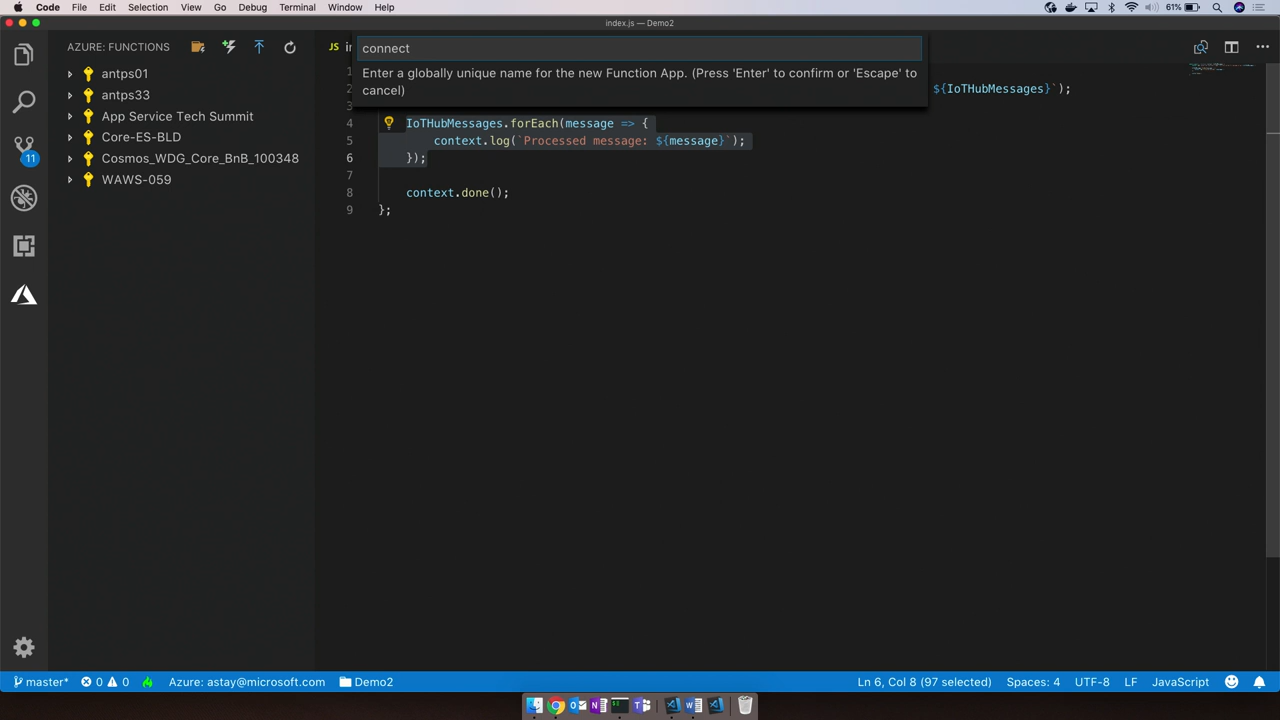 Code File Edit Selection View Go Debug Terminal Window Help 61%
index.js — Demo2
AZURE: FUNCTIONS
JS
connect
Enter a globally unique name for the new Function App. (Press 'Enter' to confirm or 'Escape' to
cancel)
antps01
antps33
App Service Tech Summit
Core-ES-BLD
Cosmos_WDG_Core_BnB_100348
WAWS-059
11
1
2 ${IoTHubMessages}`);
3
4 IoTHubMessages.forEach(message => {
5 context.log(`Processed message: ${message}`);
6 });
7
8 context.done();
9 };
master* 0 0 Azure: astay@microsoft.com Demo2 Ln 6, Col 8 (97 selected) Spaces: 4 UTF-8 LF JavaScript